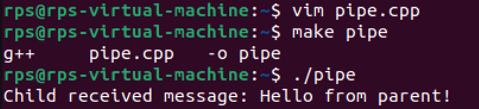 rps@rps-virtual-machine:~$ vim pipe.cpp
rps@rps-virtual-machine:~$ make pipe
g++     pipe.cpp   -o pipe
rps@rps-virtual-machine:~$ ./pipe
Child received message: Hello from parent!